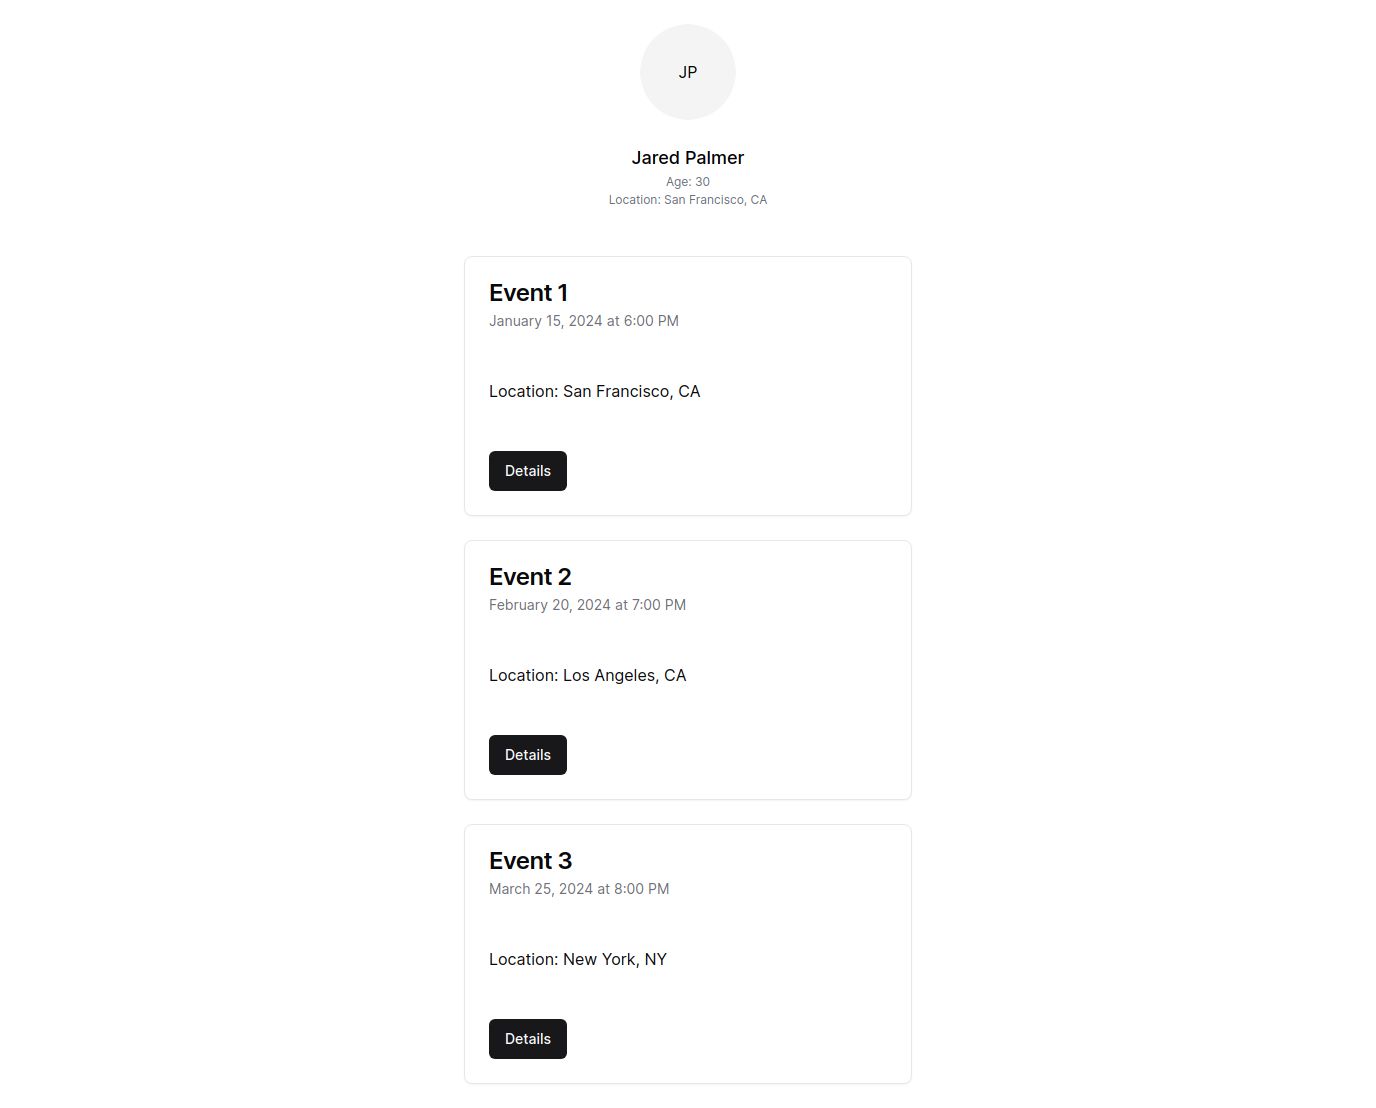 JP
Jared Palmer
Age: 30
Location: San Francisco, CA
Event 1
January 15, 2024 at 6:00 PM
Location: San Francisco, CA
Details
Event 2
February 20, 2024 at 7:00 PM
Location: Los Angeles, CA
Details
Event 3
March 25, 2024 at 8:00 PM
Location: New York, NY
Details